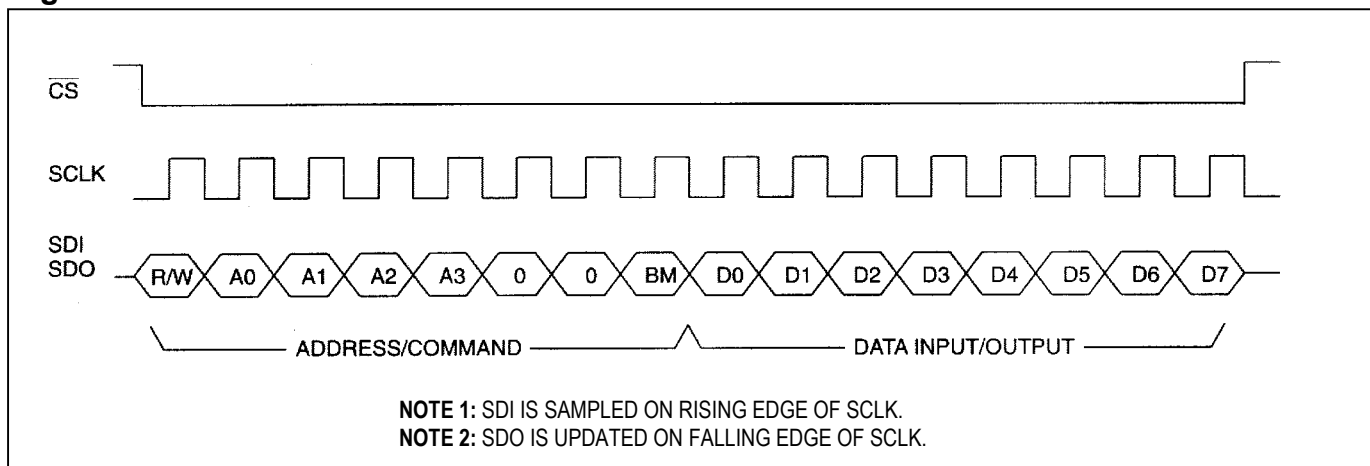 CS
SCLK
SDI
SDO
R/W A0 A1 A2 A3 0 0 BM D0 D1 D2 D3 D4 D5 D6 D7
ADDRESS/COMMAND DATA INPUT/OUTPUT
NOTE 1: SDI IS SAMPLED ON RISING EDGE OF SCLK.
NOTE 2: SDO IS UPDATED ON FALLING EDGE OF SCLK.